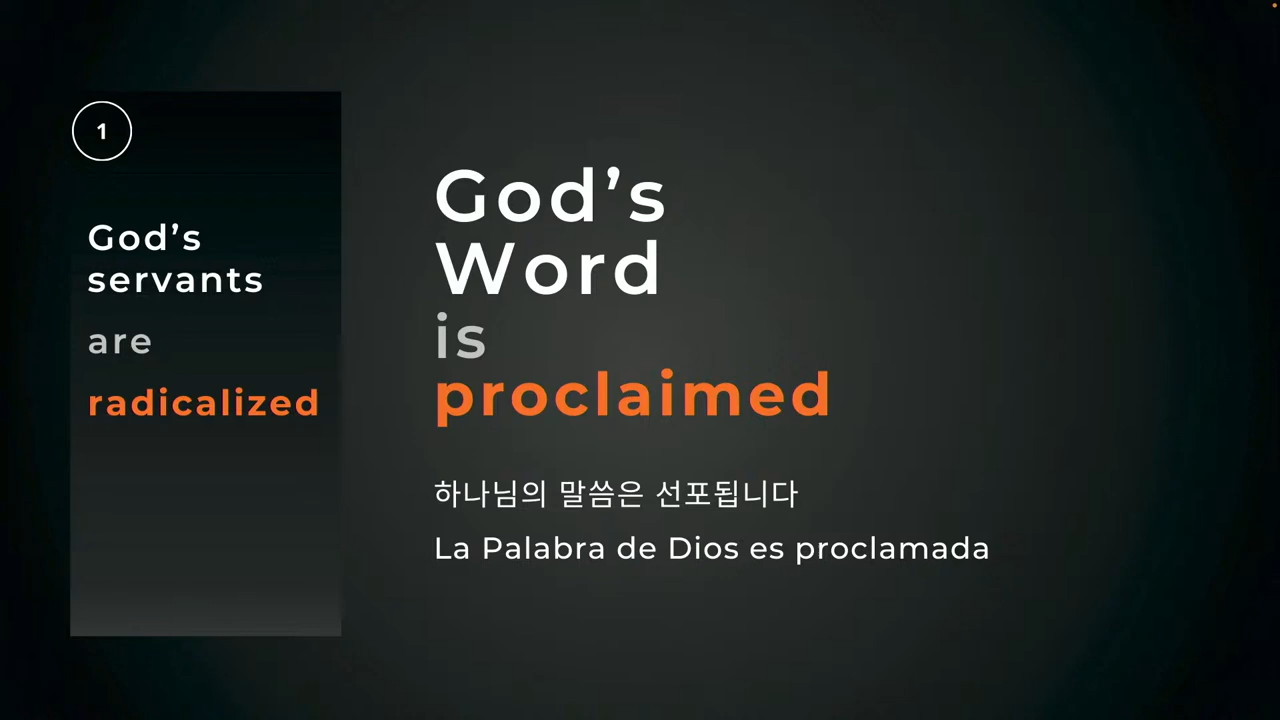 1
God’s
servants
are
radicalized
God’s
Word
is
proclaimed
하나님의 말씀은 선포됩니다
La Palabra de Dios es proclamada